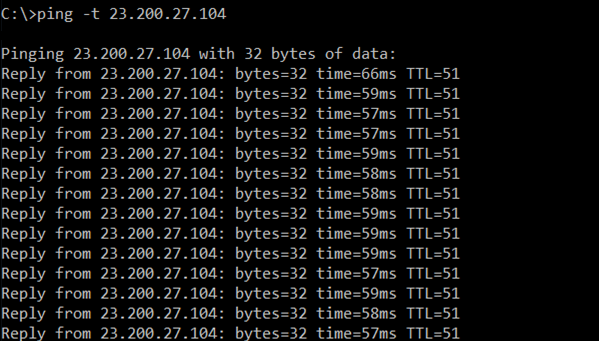 C:\>ping -t 23.200.27.104
Pinging 23.200.27.104 with 32 bytes of data:
Reply from 23.200.27.104: bytes=32 time=66ms TTL=51
Reply from 23.200.27.104: bytes=32 time=59ms TTL=51
Reply from 23.200.27.104: bytes=32 time=57ms TTL=51
Reply from 23.200.27.104: bytes=32 time=57ms TTL=51
Reply from 23.200.27.104: bytes=32 time=59ms TTL=51
Reply from 23.200.27.104: bytes=32 time=58ms TTL=51
Reply from 23.200.27.104: bytes=32 time=58ms TTL=51
Reply from 23.200.27.104: bytes=32 time=59ms TTL=51
Reply from 23.200.27.104: bytes=32 time=59ms TTL=51
Reply from 23.200.27.104: bytes=32 time=59ms TTL=51
Reply from 23.200.27.104: bytes=32 time=57ms TTL=51
Reply from 23.200.27.104: bytes=32 time=59ms TTL=51
Reply from 23.200.27.104: bytes=32 time=58ms TTL=51
Reply from 23.200.27.104: bytes=32 time=57ms TTL=51